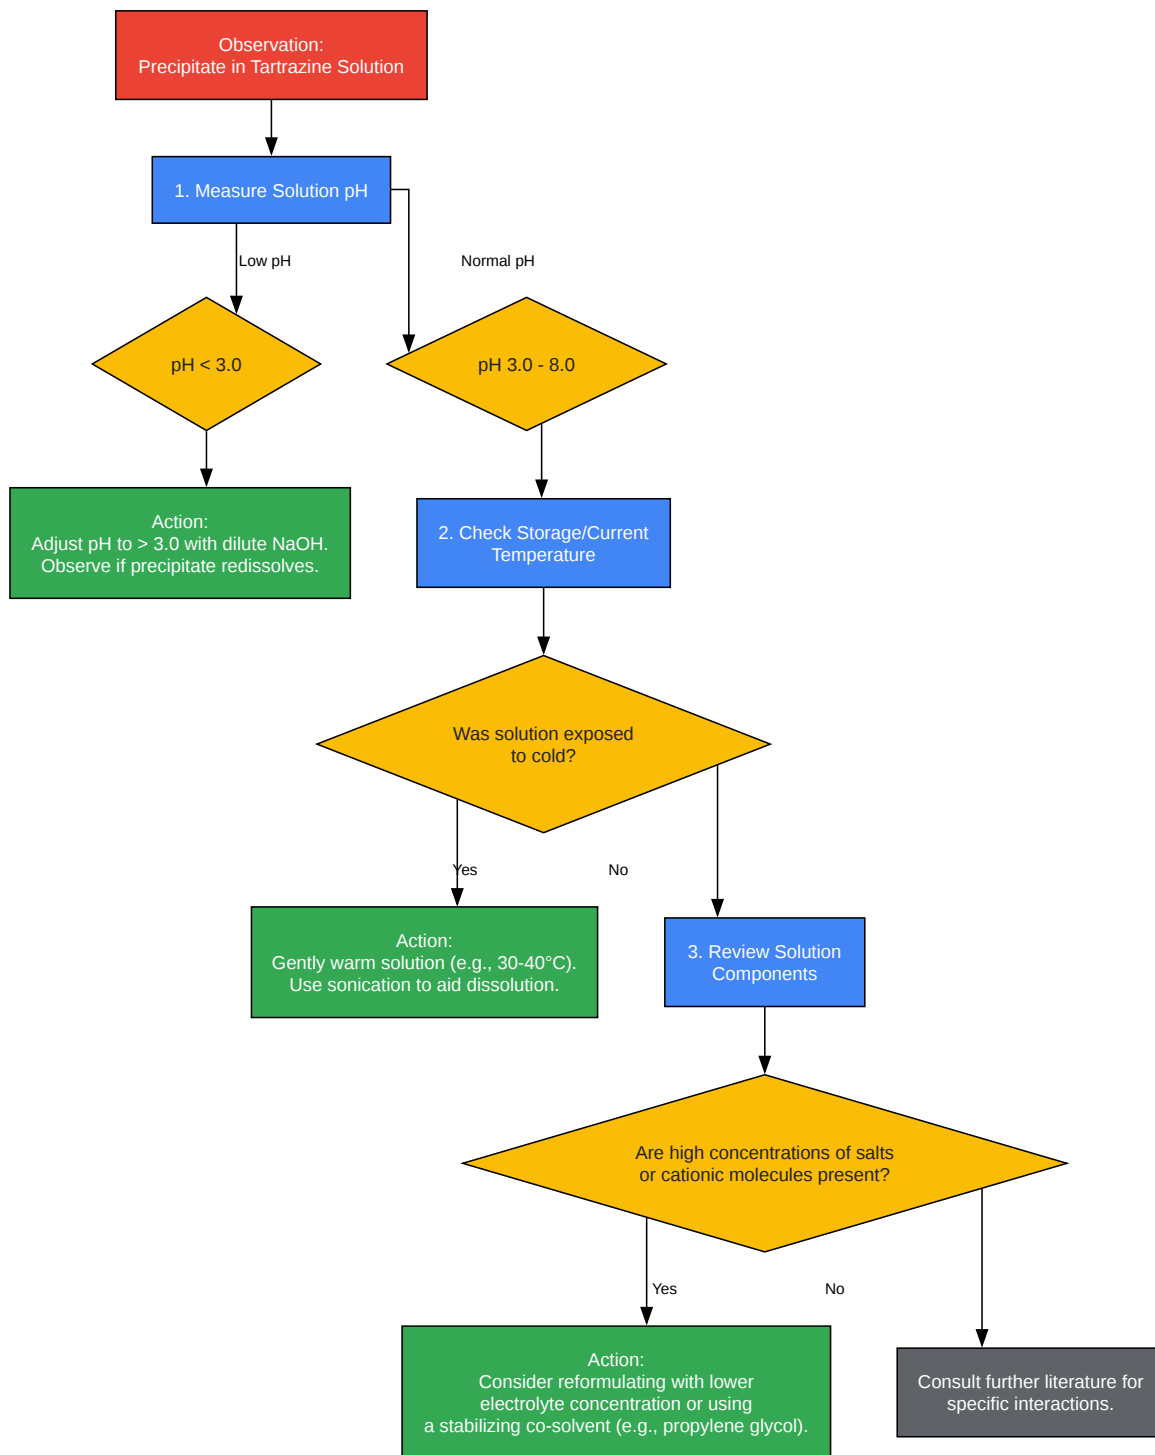 Observation:
Precipitate in Tartrazine Solution
1. Measure Solution pH
Low pH
Normal pH
pH < 3.0
pH 3.0 - 8.0
Action:
Adjust pH to > 3.0 with dilute NaOH.
Observe if precipitate redissolves.
2. Check Storage/Current
Temperature
Was solution exposed
to cold?
Yes
No
Action:
Gently warm solution (e.g., 30-40°C).
Use sonication to aid dissolution.
3. Review Solution
Components
Are high concentrations of salts
or cationic molecules present?
Yes
No
Action:
Consider reformulating with lower
electrolyte concentration or using
a stabilizing co-solvent (e.g., propylene glycol).
Consult further literature for
specific interactions.